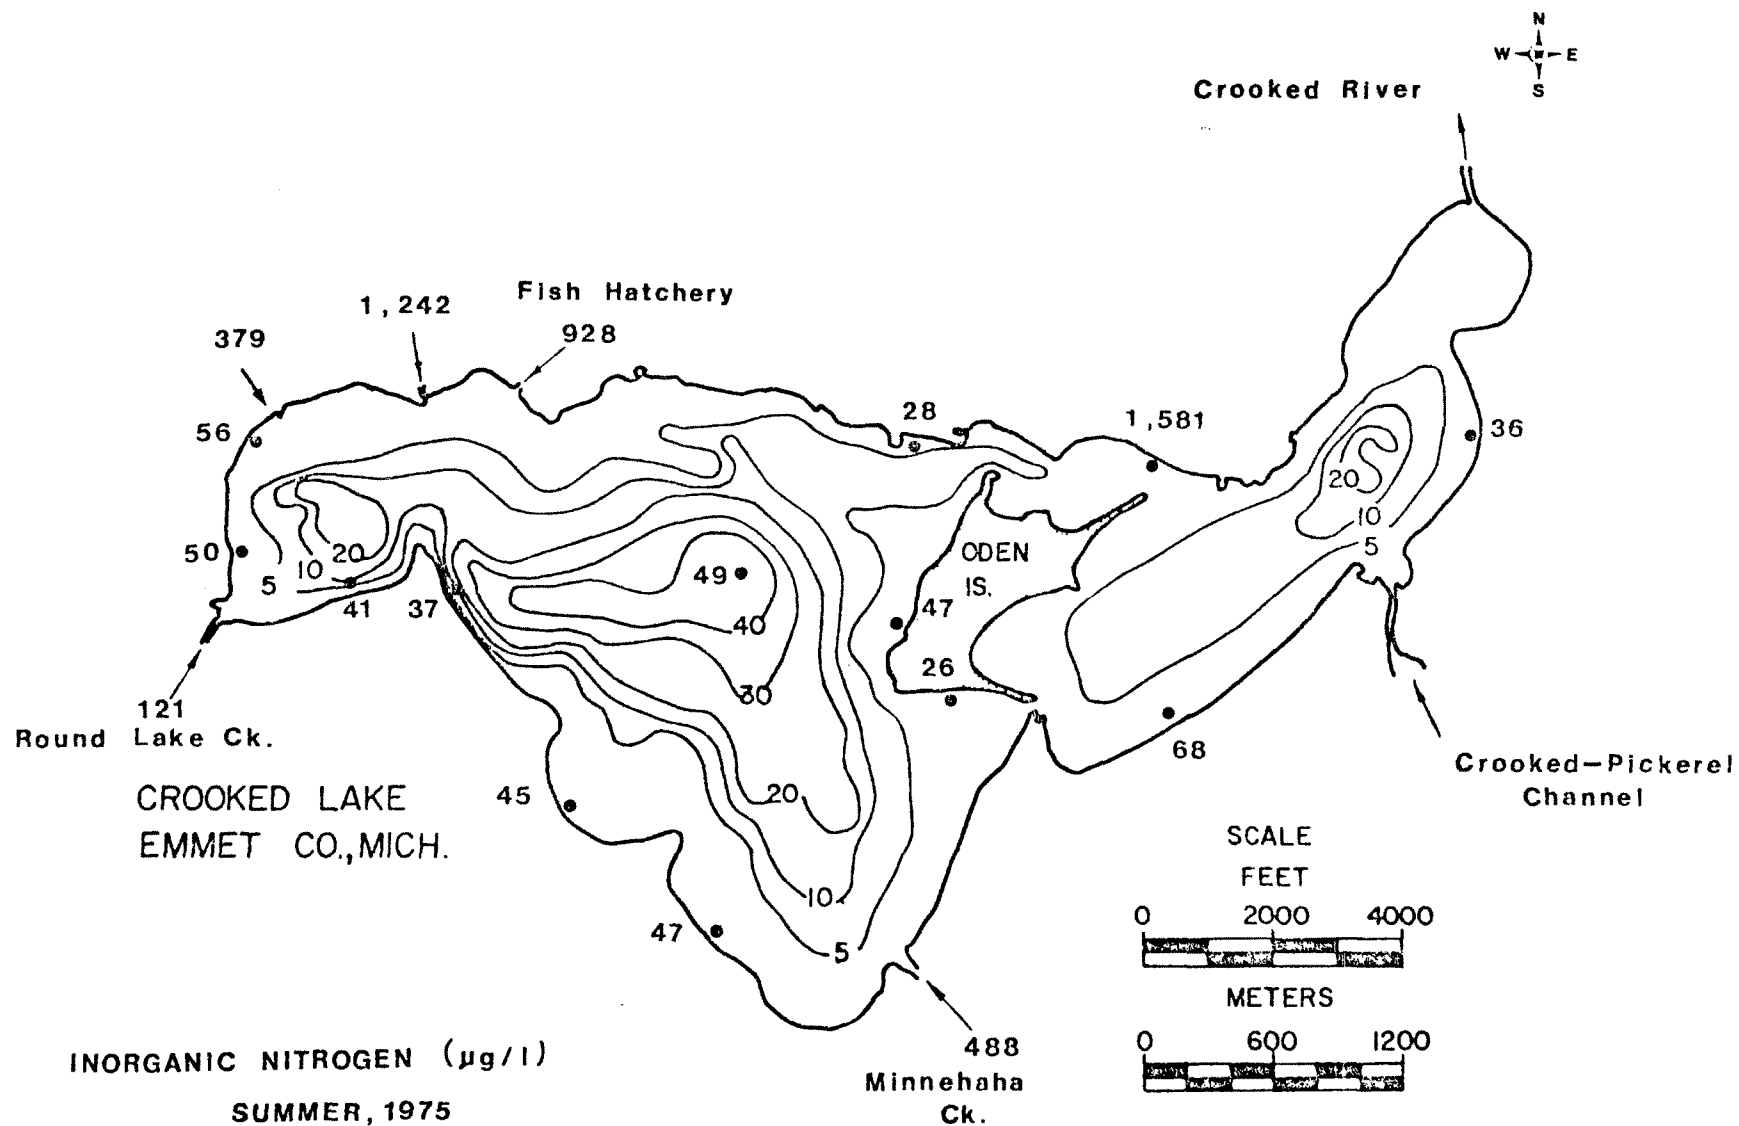 N
W E
S
Crooked River
Fish Hatchery
1,242
928
379
28
1,581
56
36
20
50
5
10
20
41
37
49
40
30
ODEN
IS.
47
26
10
5
121
Round Lake Ck.
68
Crooked-Pickerel
Channel
CROOKED LAKE
EMMET CO., MICH.
45
20
10
47
5
SCALE
FEET
0 2000 4000
METERS
0 600 1200
488
Minnehaha
Ck.
INORGANIC NITROGEN (µg/l)
SUMMER, 1975